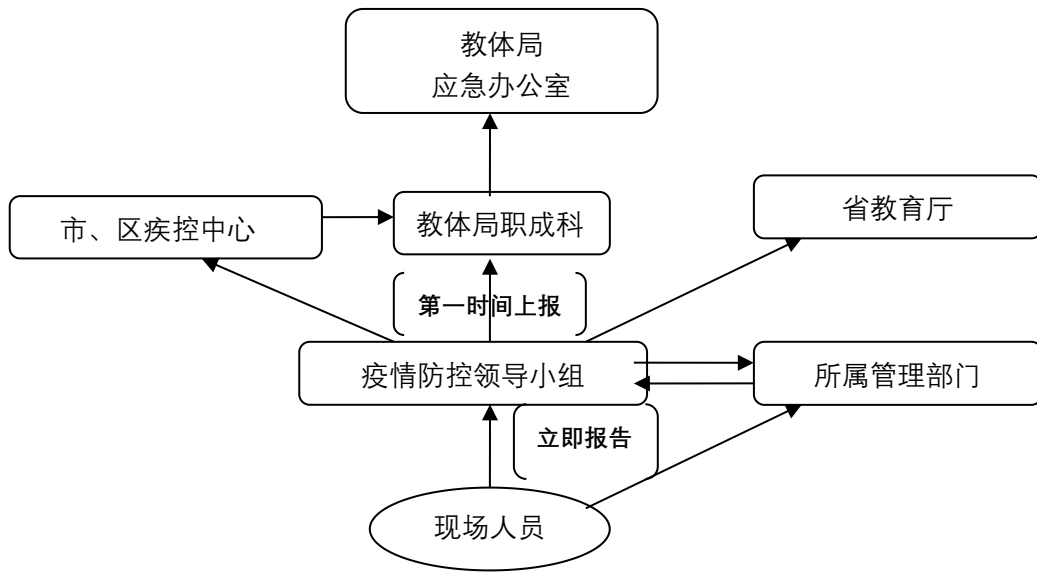 教体局
应急办公室
省教育厅
市、区疾控中心
教体局职成科
第一时间上报
疫情防控领导小组
所属管理部门
立即报告
现场人员